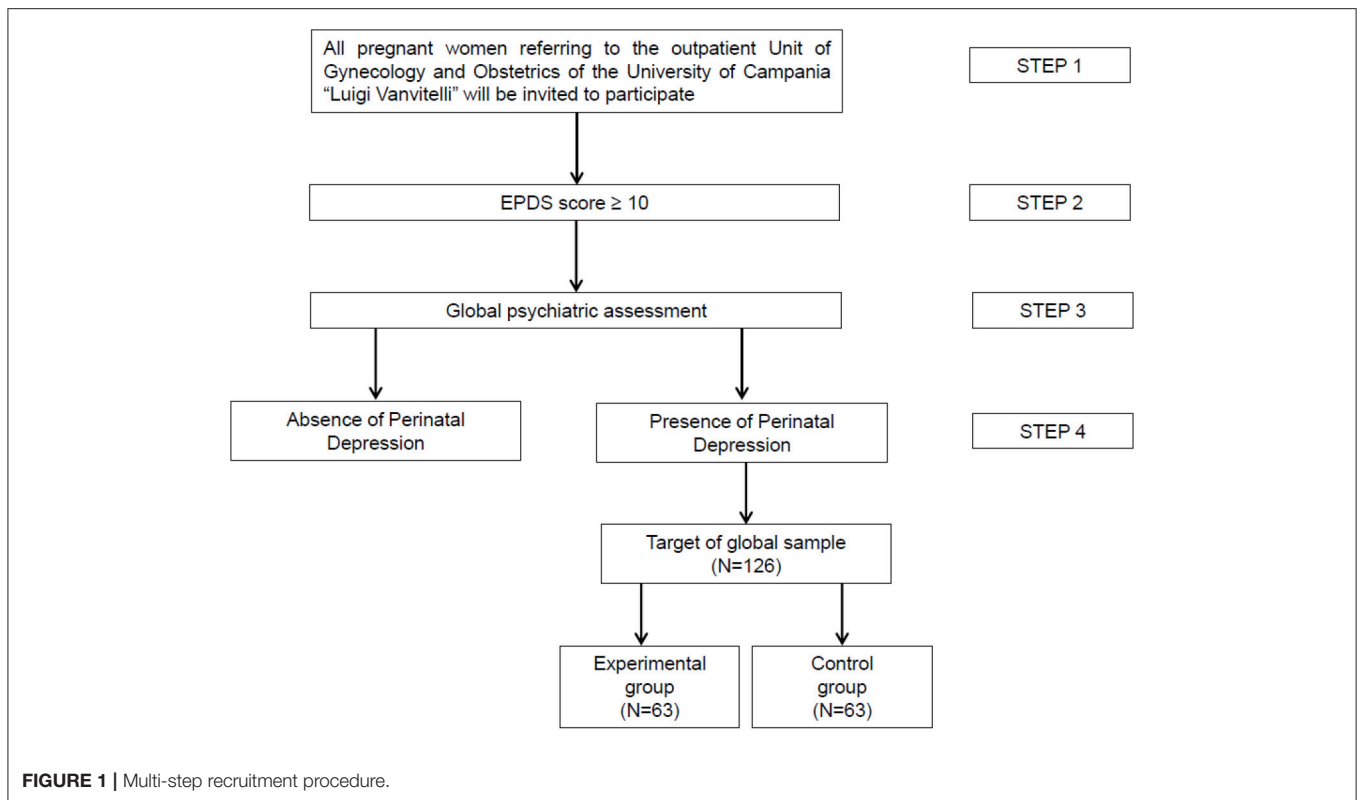 All pregnant women referring to the outpatient Unit of
Gynecology and Obstetrics of the University of Campania
“Luigi Vanvitelli” will be invited to participate
STEP 1
EPDS score ≥ 10
STEP 2
Global psychiatric assessment
STEP 3
Absence of Perinatal
Depression
Presence of Perinatal
Depression
STEP 4
Target of global sample
(N=126)
Experimental
group
(N=63)
Control
group
(N=63)
FIGURE 1 | Multi-step recruitment procedure.